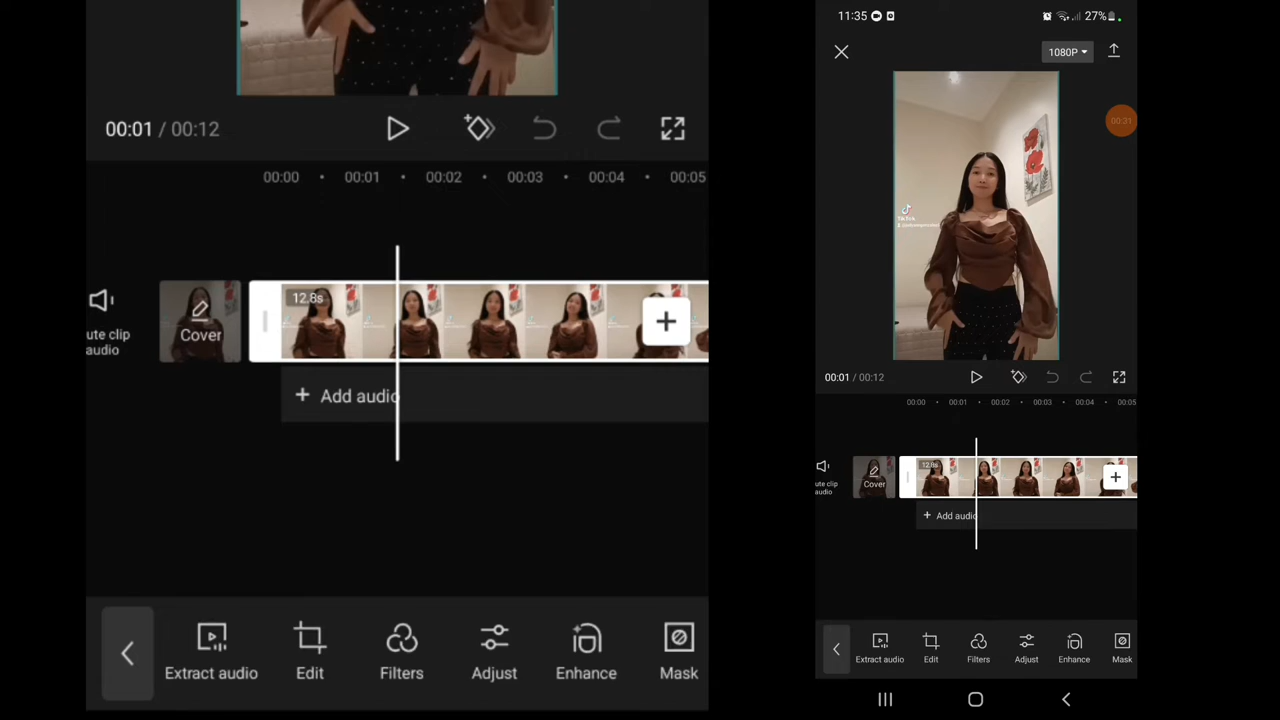 00:01 / 00:12
00:00 00:01 00:02 00:03 00:04 00:05
12.8s
ute clip
audio
Cover
+ Add audio
Extract audio Edit Filters Adjust Enhance Mask
11:35 27%
1080P
00:31
TikTok
00:01 / 00:12
00:00 00:01 00:02 00:03 00:04 00:05
12.8s
ute clip
audio
Cover
+ Add audio
Extract audio Edit Filters Adjust Enhance Mask